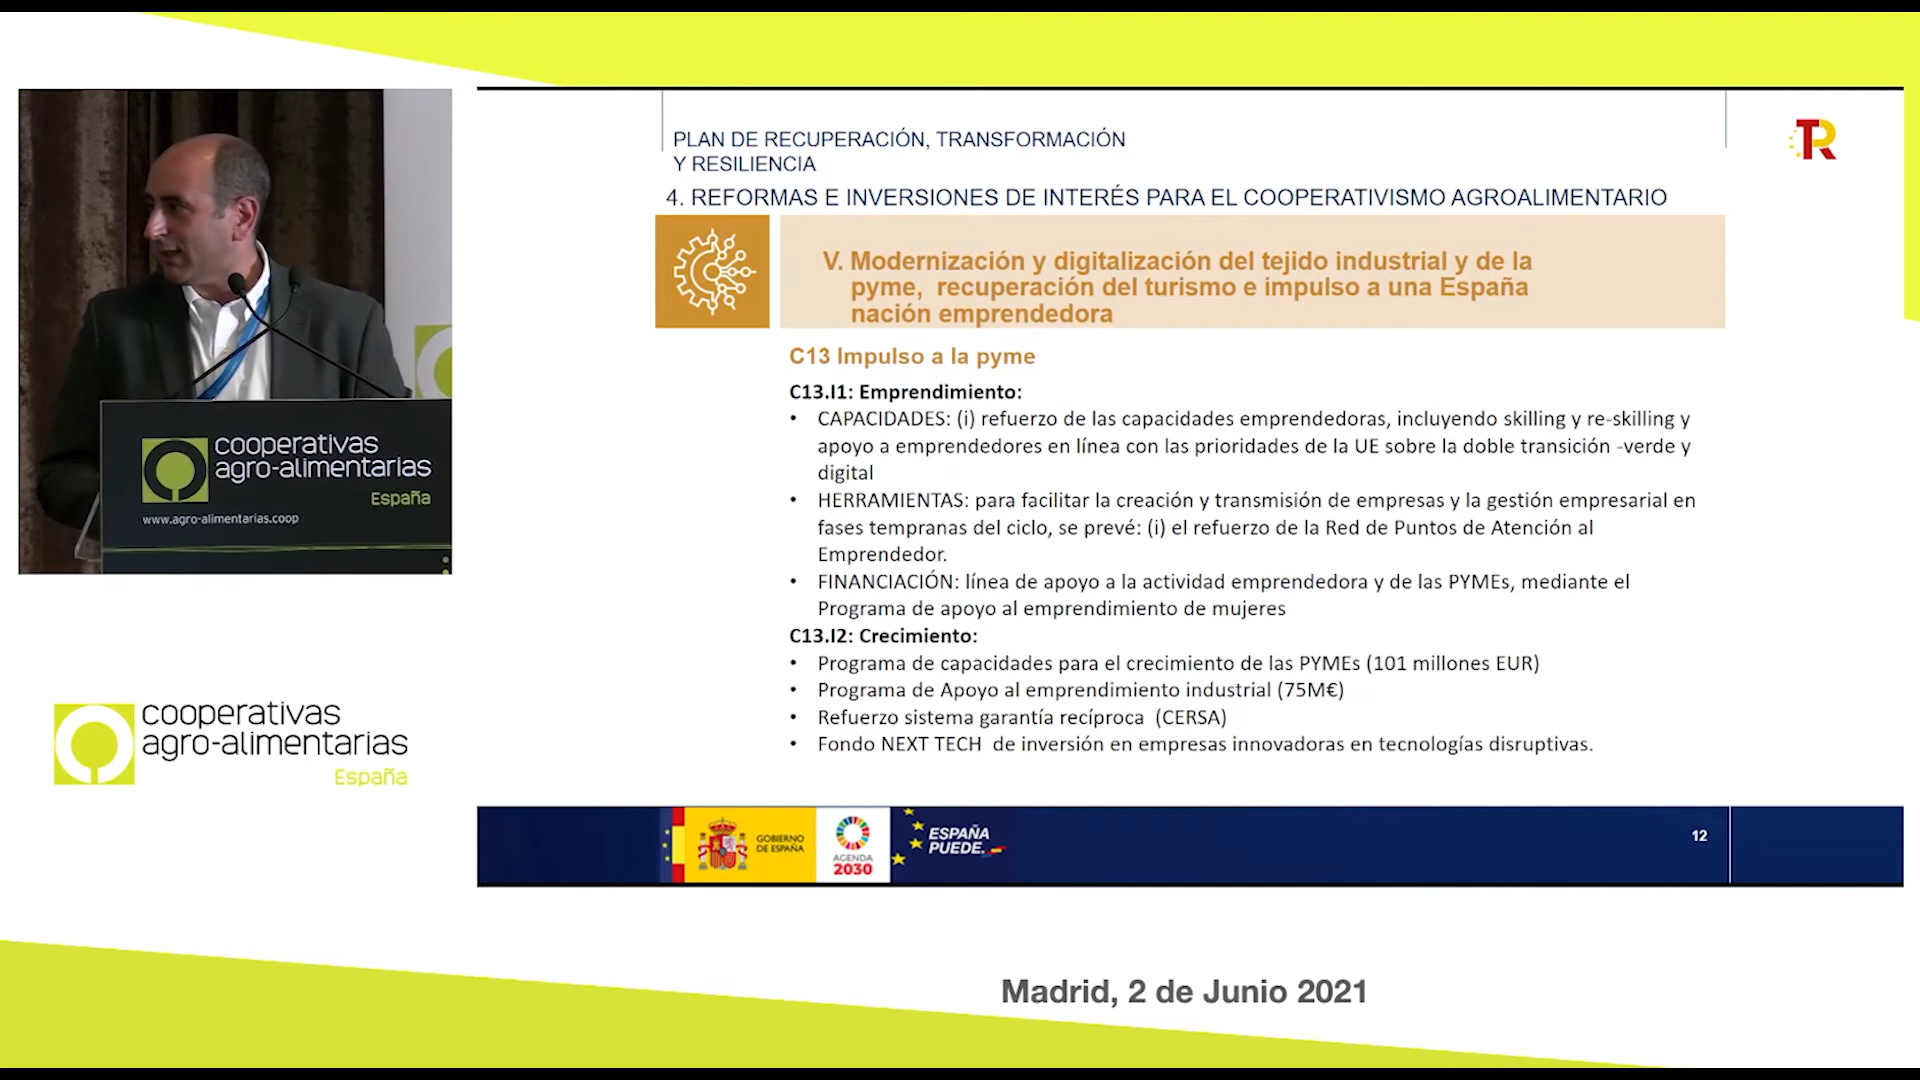 PLAN DE RECUPERACIÓN, TRANSFORMACIÓN
Y RESILIENCIA
4. REFORMAS E INVERSIONES DE INTERÉS PARA EL COOPERATIVISMO AGROALIMENTARIO
V. Modernización y digitalización del tejido industrial y de la
pyme, recuperación del turismo e impulso a una España
nación emprendedora
C13 Impulso a la pyme
C13.I1: Emprendimiento:
• CAPACIDADES: (i) refuerzo de las capacidades emprendedoras, incluyendo skilling y re-skilling y
apoyo a emprendedores en línea con las prioridades de la UE sobre la doble transición -verde y
digital
• HERRAMIENTAS: para facilitar la creación y transmisión de empresas y la gestión empresarial en
fases tempranas del ciclo, se prevé: (i) el refuerzo de la Red de Puntos de Atención al
Emprendedor.
• FINANCIACIÓN: línea de apoyo a la actividad emprendedora y de las PYMEs, mediante el
Programa de apoyo al emprendimiento de mujeres
C13.I2: Crecimiento:
• Programa de capacidades para el crecimiento de las PYMEs (101 millones EUR)
• Programa de Apoyo al emprendimiento industrial (75M€)
• Refuerzo sistema garantía recíproca (CERSA)
• Fondo NEXT TECH de inversión en empresas innovadoras en tecnologías disruptivas.
GOBIERNO
DE ESPAÑA
AGENDA
2030
ESPAÑA
PUEDE.
12
TR
cooperativas
agro-alimentarias
España
www.agro-alimentarias.coop
cooperativas
agro-alimentarias
España
Madrid, 2 de Junio 2021